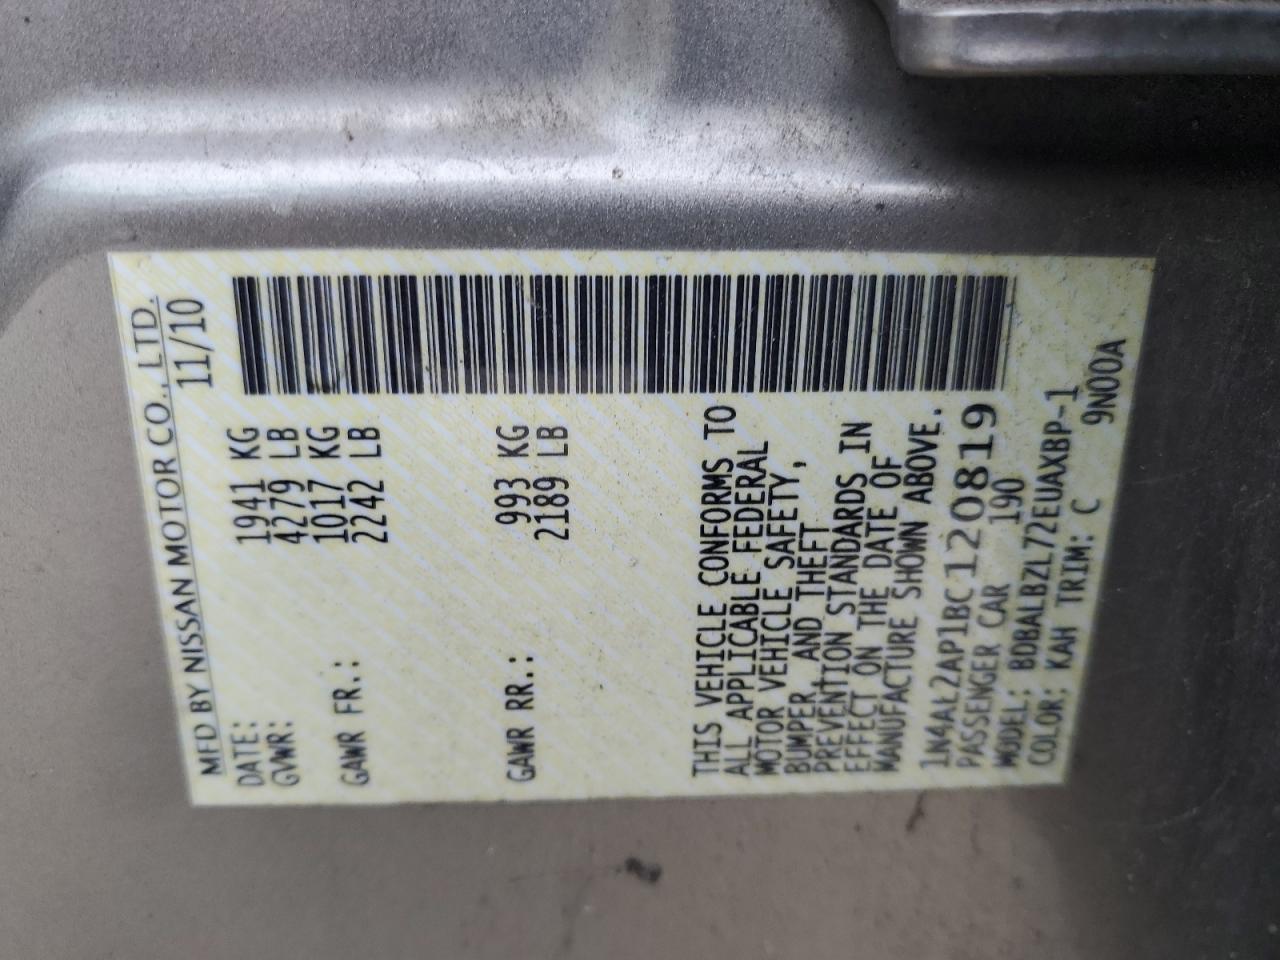 MFD BY NISSAN MOTOR CO., LTD.
DATE: 11/10
GVWR: 1941 KG
4279 LB
GAWR FR.: 1017 KG
2242 LB
GAWR RR.: 993 KG
2189 LB
THIS VEHICLE CONFORMS TO
ALL APPLICABLE FEDERAL
MOTOR VEHICLE SAFETY,
BUMPER, AND THEFT
PREVENTION STANDARDS IN
EFFECT ON THE DATE OF
MANUFACTURE SHOWN ABOVE.
1N4AL2AP1BC120819
PASSENGER CAR 190
MODEL: BDBALBZL72EUAXBP-1
COLOR: KAH TRIM: C 9N00A